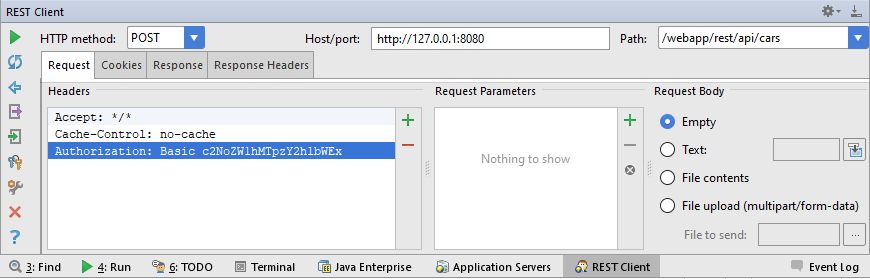 REST Client
HTTP method: POST Host/port: http://127.0.0.1:8080 Path: /webapp/rest/api/cars
Request Cookies Response Response Headers
Headers Request Parameters Request Body
Accept: */*
Cache-Control: no-cache
Authorization: Basic c2NoZW1hMTpzY2hlbWEx
Nothing to show
Empty
Text:
File contents
File upload (multipart/form-data)
File to send: ...
3: Find 4: Run 6: TODO Terminal Java Enterprise Application Servers REST Client Event Log